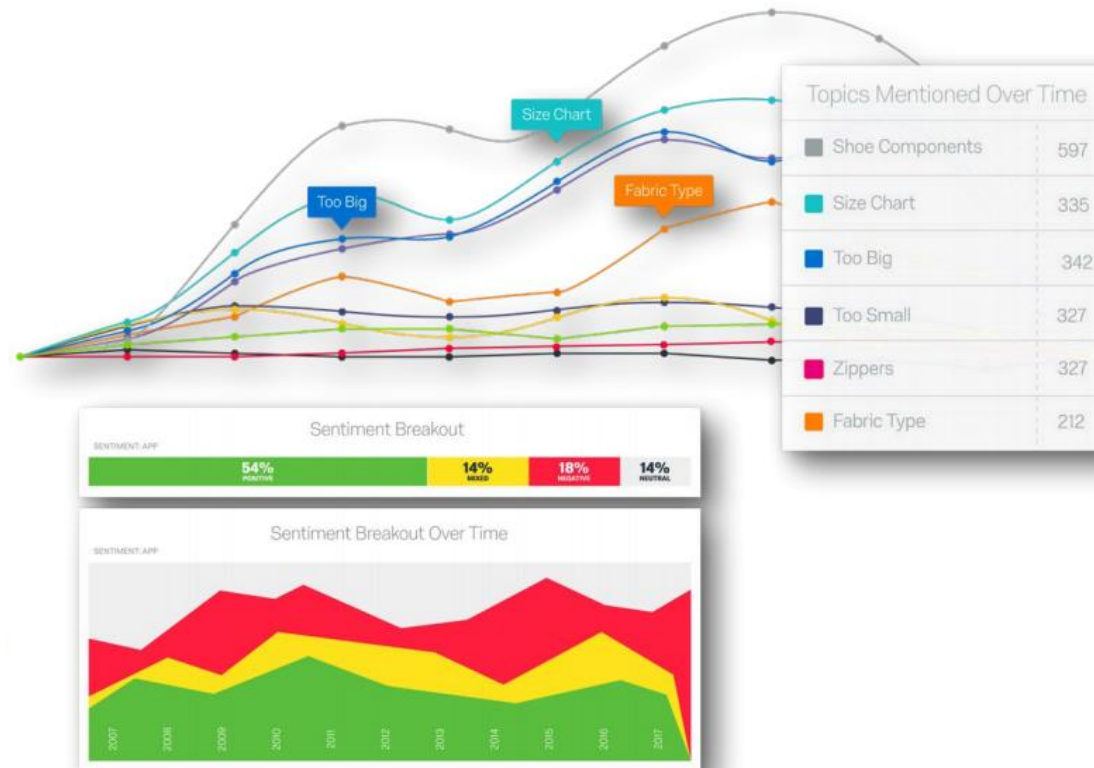 Size Chart
Too Big
Fabric Type
Topics Mentioned Over Time
Shoe Components 597
Size Chart 335
Too Big 342
Too Small 327
Zippers 327
Fabric Type 212
Sentiment Breakout
SENTIMENT: APP
54% 14% 18% 14%
POSITIVE MIXED NEGATIVE NEUTRAL
Sentiment Breakout Over Time
SENTIMENT: APP
2007 2008 2009 2010 2011 2012 2013 2014 2015 2016 2017